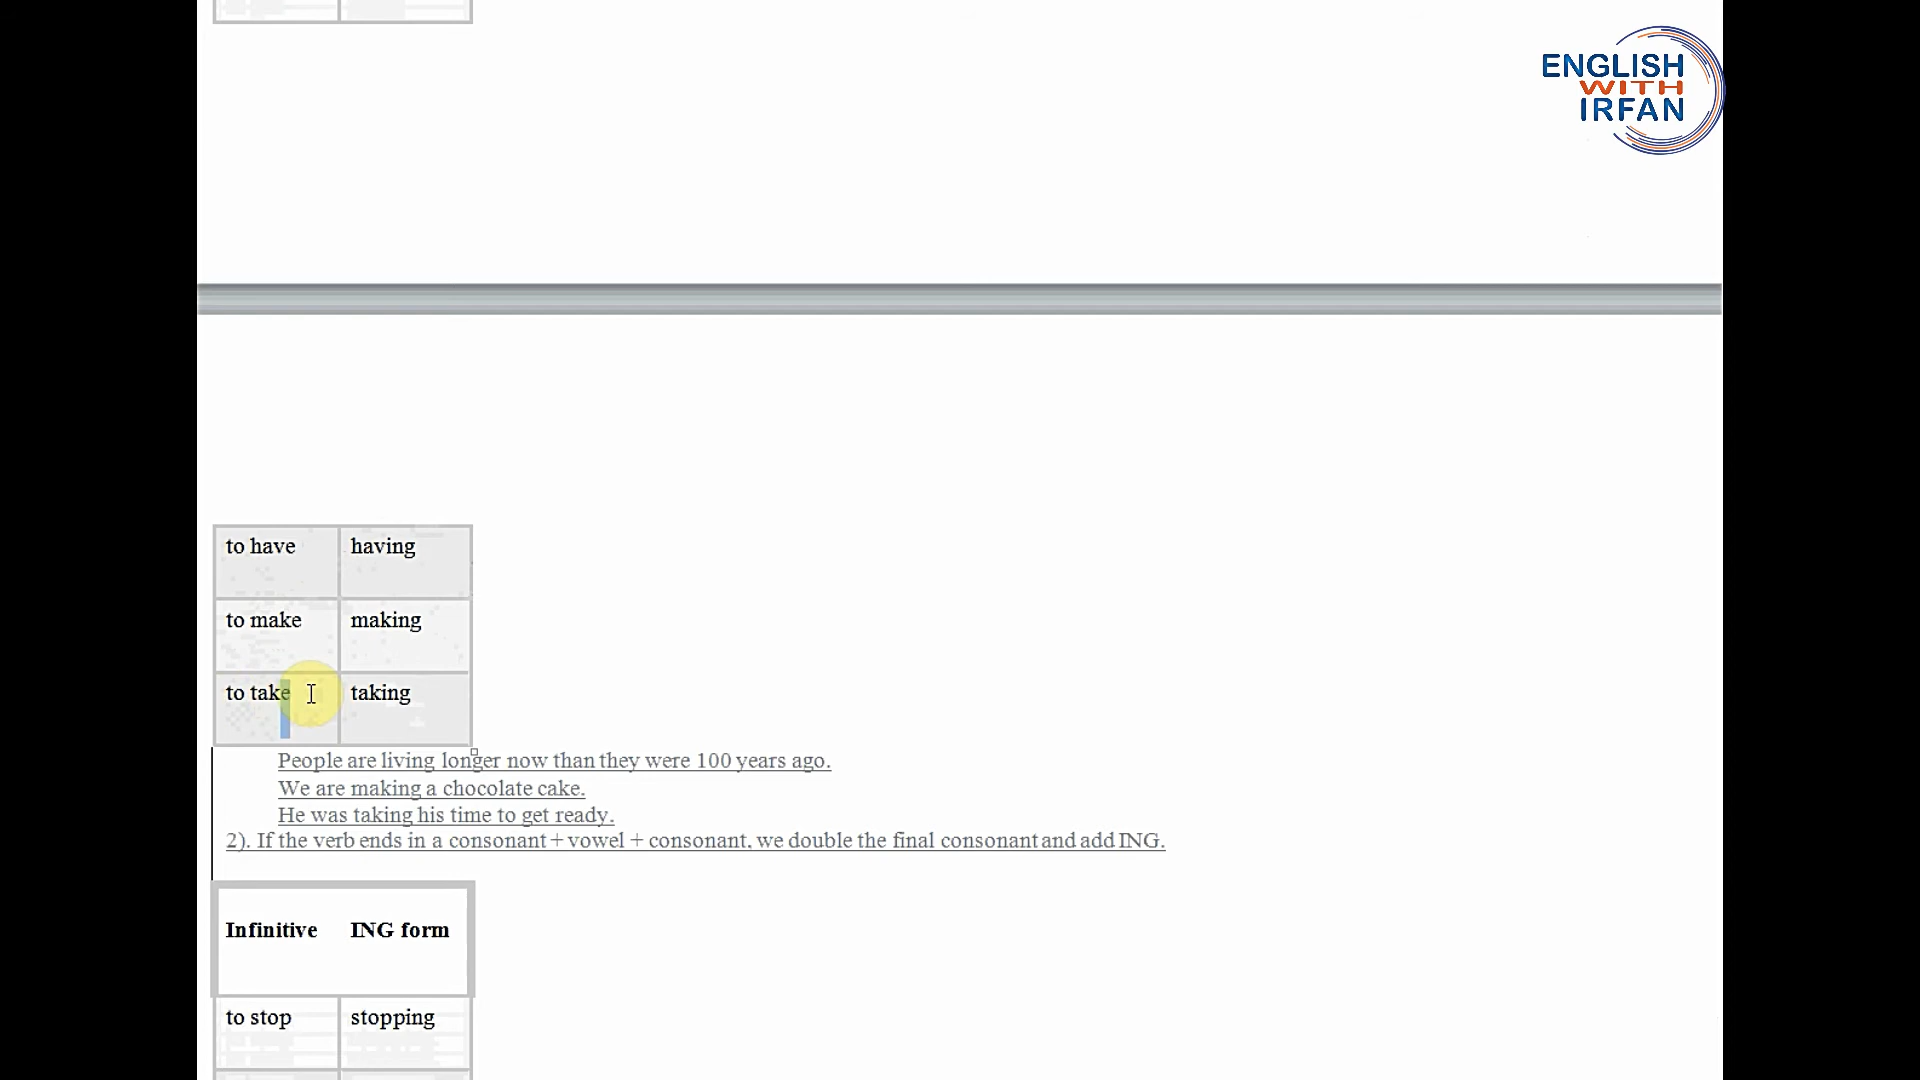 ENGLISH
WITH
IRFAN
to have having
to make making
to take taking
People are living longer now than they were 100 years ago.
We are making a chocolate cake.
He was taking his time to get ready.
2). If the verb ends in a consonant + vowel + consonant, we double the final consonant and add ING.
Infinitive ING form
to stop stopping